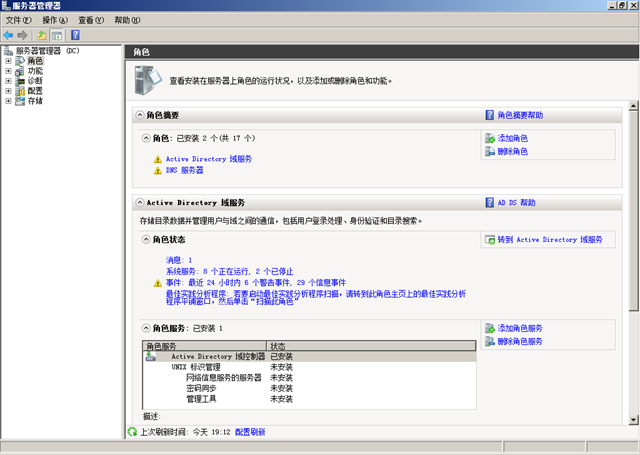 服务器管理器
文件(F) 操作(A) 查看(V) 帮助(H)
服务器管理器 (DC)
角色
功能
诊断
配置
存储
角色
查看安装在服务器上角色的运行状况，以及添加或删除角色和功能。
角色摘要
角色摘要帮助
角色: 已安装 2 个(共 17 个)
添加角色
删除角色
Active Directory 域服务
DNS 服务器
Active Directory 域服务
AD DS 帮助
存储目录数据并管理用户与域之间的通信，包括用户登录处理、身份验证和目录搜索。
角色状态
转到 Active Directory 域服务
消息: 1
系统服务: 8 个正在运行, 2 个已停止
事件: 最近 24 小时内 6 个警告事件, 29 个信息事件
最佳实践分析程序: 若要启动最佳实践分析程序扫描，请转到此角色主页上的最佳实践分析
程序平铺窗口，然后单击“扫描此角色”
角色服务: 已安装 1
添加角色服务
删除角色服务
角色服务 状态
Active Directory 域控制器 已安装
UNIX 标识管理 未安装
网络信息服务的服务器 未安装
密码同步 未安装
管理工具 未安装
描述:
上次刷新时间: 今天 19:12 配置刷新